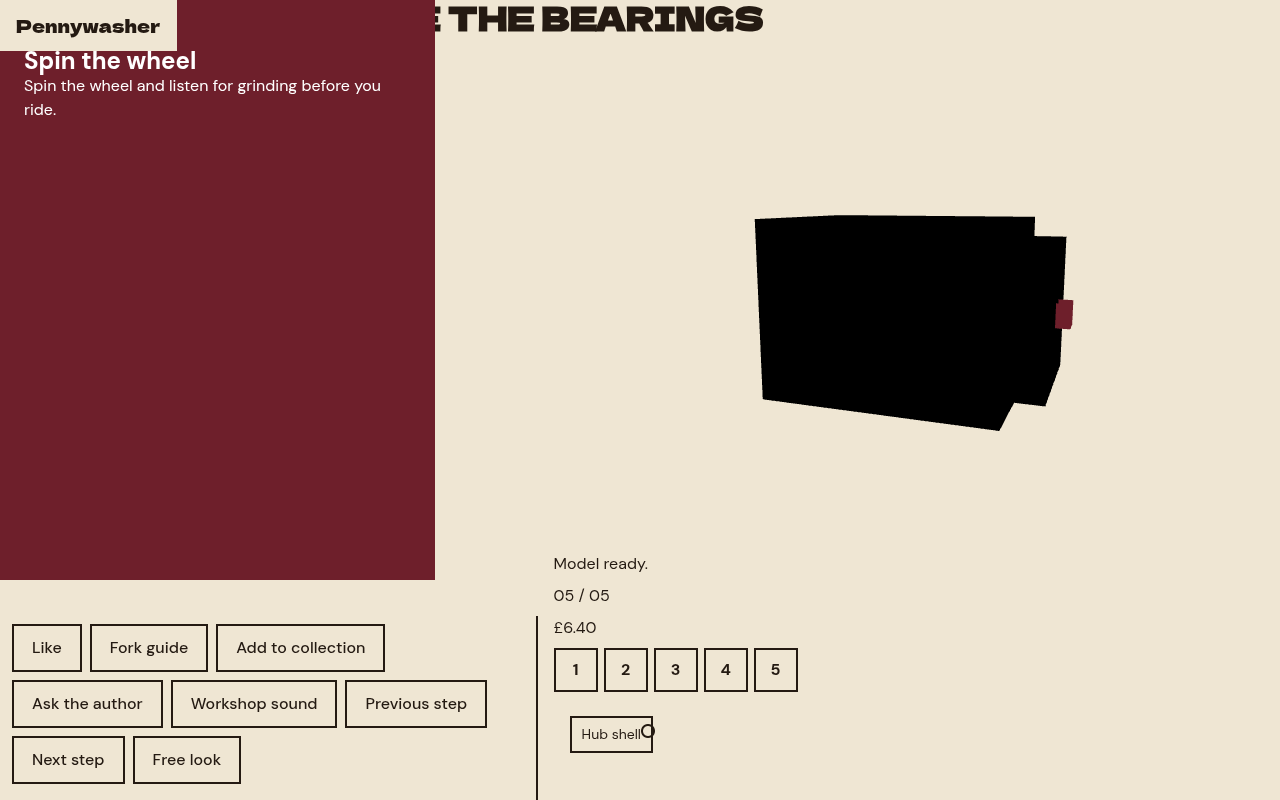 Pennywasher
THE BEARINGS
Spin the wheel
Spin the wheel and listen for grinding before you
ride.
Model ready.
05 / 05
£6.40
1 2 3 4 5
Hub shell
Like Fork guide Add to collection
Ask the author Workshop sound Previous step
Next step Free look